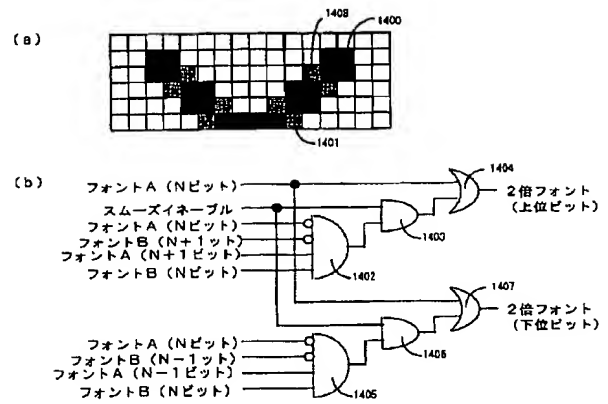 (a)
1408
1400
1401
(b)
フォントA (Nビット)
スムーズイネーブル
フォントA (Nビット)
フォントB (N+1ット)
フォントA (N+1ビット)
フォントB (Nビット)
1402
1403
1404
2倍フォント
(上位ビット)
フォントA (Nビット)
フォントB (N-1ット)
フォントA (N-1ビット)
フォントB (Nビット)
1405
1406
1407
2倍フォント
(下位ビット)